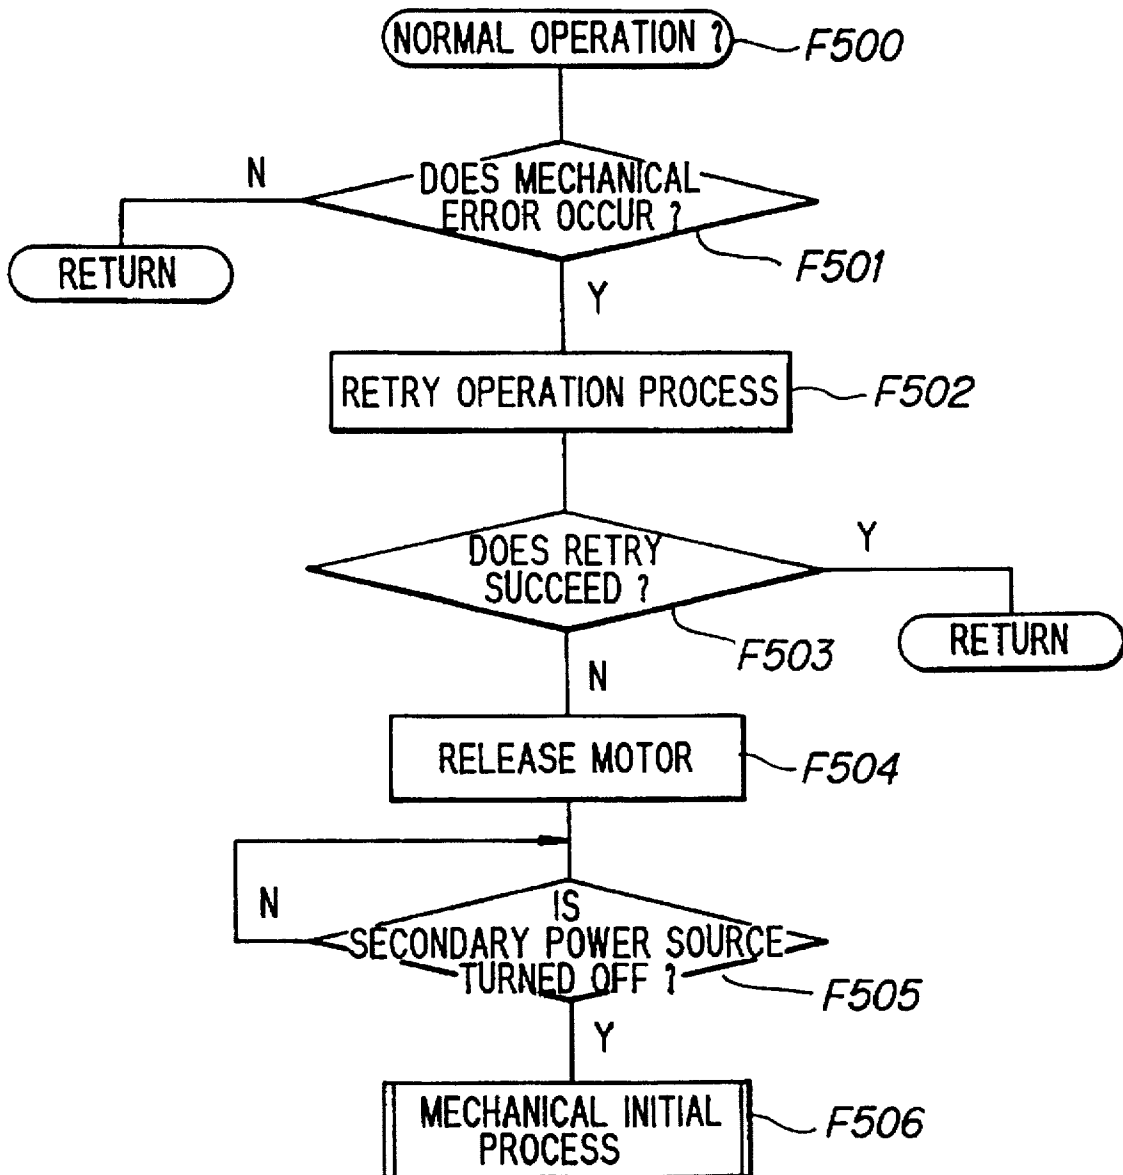 NORMAL OPERATION ?
F500
N
DOES MECHANICAL
ERROR OCCUR ?
F501
RETURN
Y
RETRY OPERATION PROCESS
F502
DOES RETRY
SUCCEED ?
Y
F503
RETURN
N
RELEASE MOTOR
F504
N
IS
SECONDARY POWER SOURCE
TURNED OFF ?
F505
Y
MECHANICAL INITIAL
PROCESS
F506